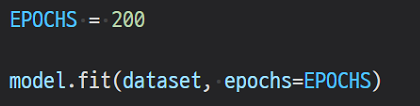 EPOCHS = 200
model.fit(dataset, epochs=EPOCHS)